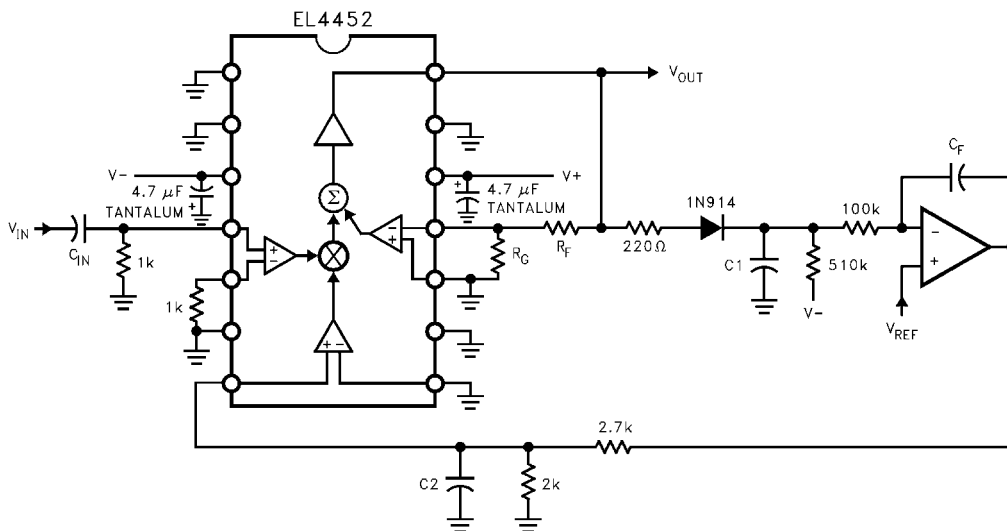 EL4452
V_OUT
V-
4.7 μF
+
TANTALUM
+
4.7 μF
TANTALUM
V+
Σ
C_F
1N914
100k
V_IN
C_IN
1k
+
-
-
+
R_G
R_F
220Ω
C1
510k
V-
-
+
V_REF
1k
+ -
2.7k
C2
2k